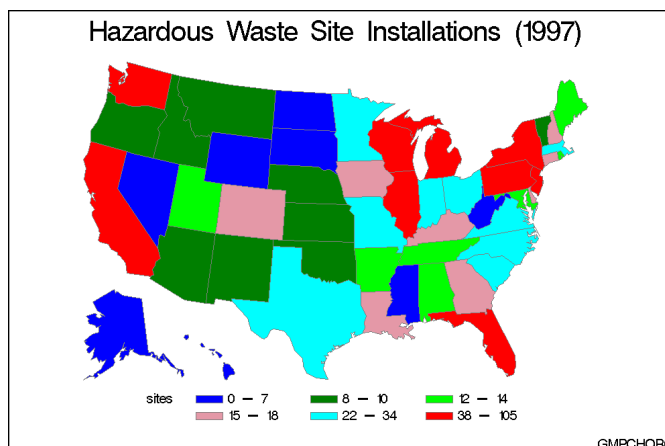 Hazardous Waste Site Installations (1997)
sites 0 – 7 8 – 10 12 – 14
15 – 18 22 – 34 38 – 105
GMPCHOR